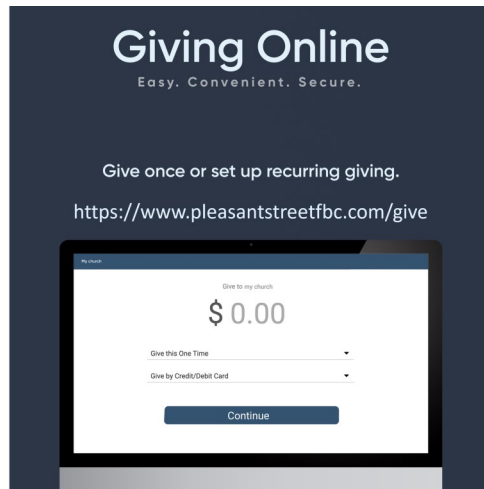 Giving Online
Easy. Convenient. Secure.
Give once or set up recurring giving.
https://www.pleasantstreetfbc.com/give
My church
Give to my church
$ 0.00
Give this One Time
Give by Credit/Debit Card
Continue